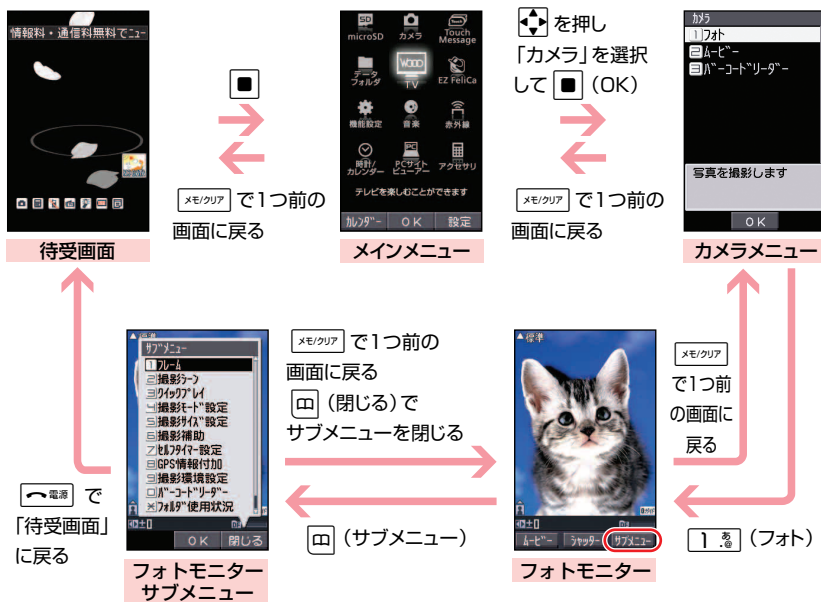 情報料・通信料無料でニュー
待受画面
■
メモ/クリア で1つ前の
画面に戻る
SD
microSD
カメラ
Touch
Message
データ
フォルダ
TV
EZ FeliCa
機能設定
音楽
赤外線
時計/
カレンダー
PCサイト
ビューアー
アクセサリ
テレビを楽しむことができます
カレンダー
OK
設定
メインメニュー
を押し
「カメラ」を選択
して ■ (OK)
メモ/クリア で1つ前の
画面に戻る
カメラ
1フォト
2ムービー
3バーコードリーダー
写真を撮影します
OK
カメラメニュー
▲標準
サブメニュー
1フレーム
2撮影シーン
3クイックプレイ
4撮影モード設定
5撮影サイズ設定
6撮影補助
7セルフタイマー設定
8GPS情報付加
9撮影環境設定
0バーコードリーダー
*フォルダ使用状況
OK
閉じる
フォトモニター
サブメニュー
電源 で
「待受画面」
に戻る
メモ/クリア で1つ前の
画面に戻る
(閉じる)で
サブメニューを閉じる
(サブメニュー)
▲標準
±0
ムービー
シャッター
サブメニュー
フォトモニター
メモ/クリア
で1つ前
の画面に
戻る
1 あ.@ (フォト)